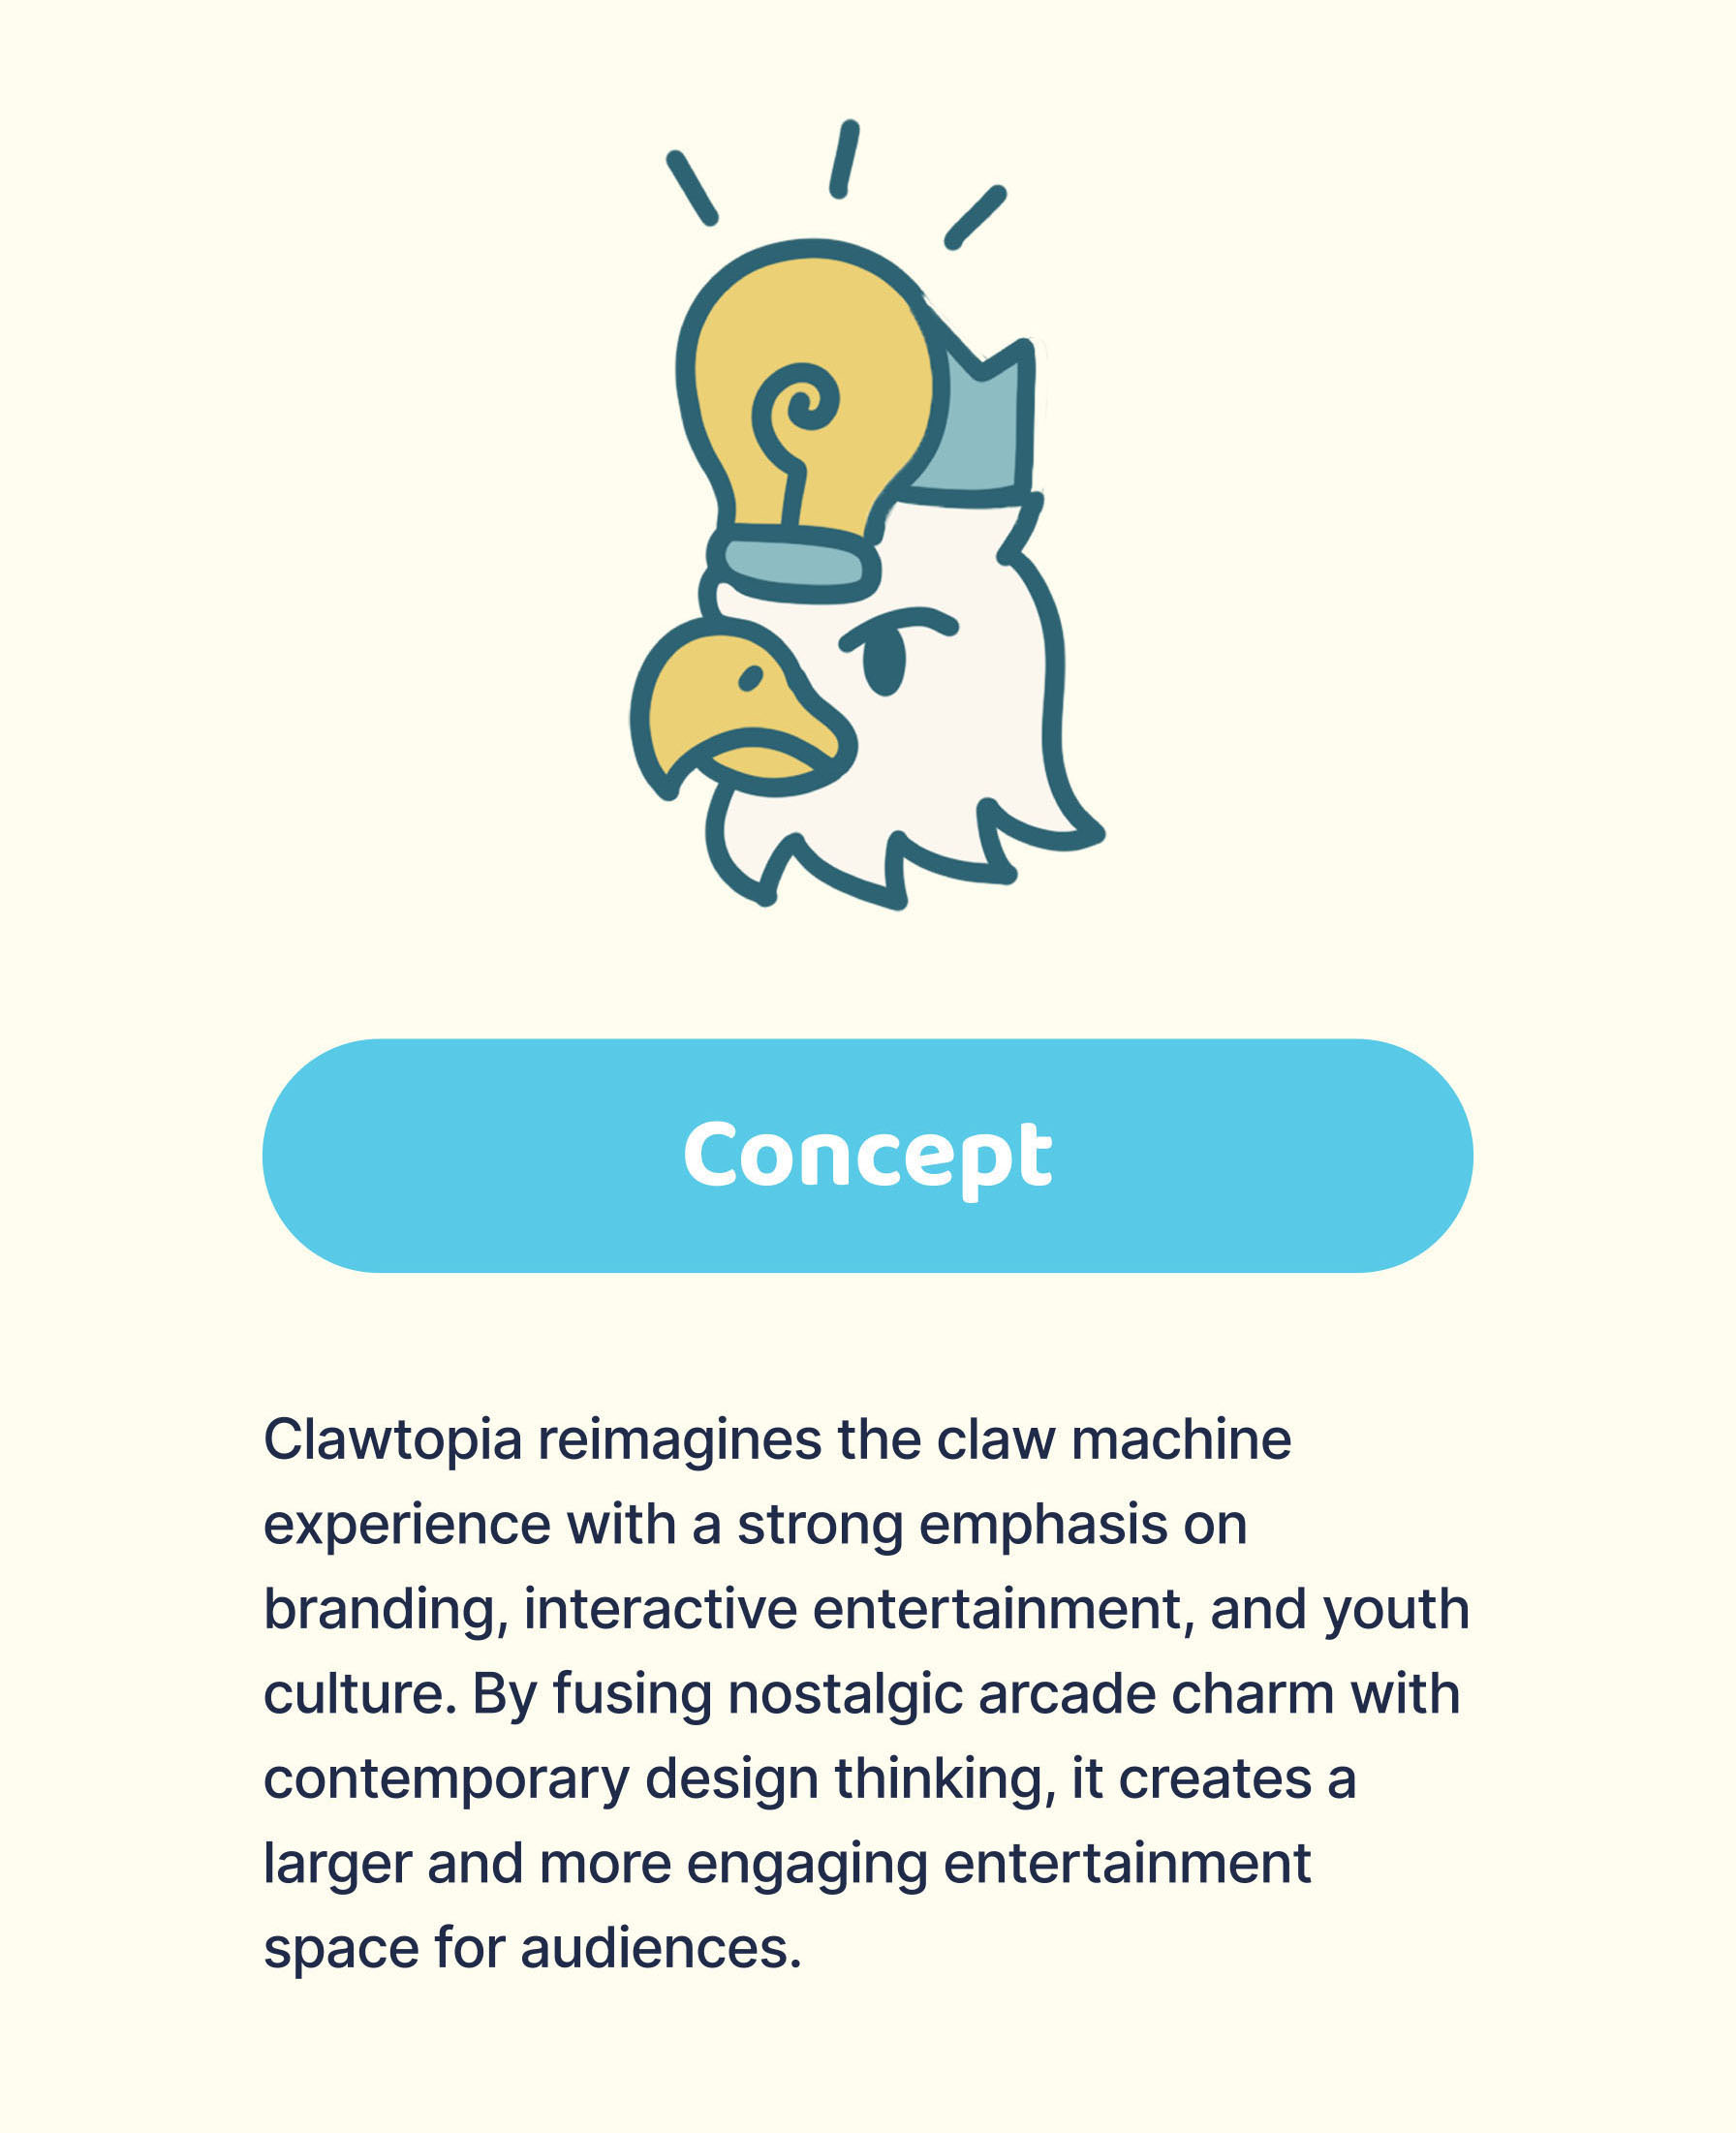 Concept
Clawtopia reimagines the claw machine
experience with a strong emphasis on
branding, interactive entertainment, and youth
culture. By fusing nostalgic arcade charm with
contemporary design thinking, it creates a
larger and more engaging entertainment
space for audiences.